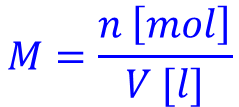 M = n [mol] / V [l]